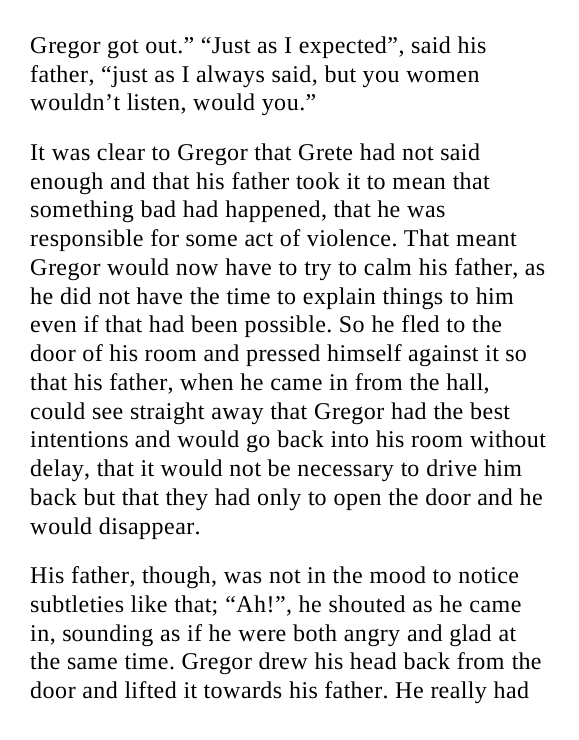 Gregor got out.” “Just as I expected”, said his
father, “just as I always said, but you women
wouldn’t listen, would you.”
It was clear to Gregor that Grete had not said
enough and that his father took it to mean that
something bad had happened, that he was
responsible for some act of violence. That meant
Gregor would now have to try to calm his father, as
he did not have the time to explain things to him
even if that had been possible. So he fled to the
door of his room and pressed himself against it so
that his father, when he came in from the hall,
could see straight away that Gregor had the best
intentions and would go back into his room without
delay, that it would not be necessary to drive him
back but that they had only to open the door and he
would disappear.
His father, though, was not in the mood to notice
subtleties like that; “Ah!”, he shouted as he came
in, sounding as if he were both angry and glad at
the same time. Gregor drew his head back from the
door and lifted it towards his father. He really had